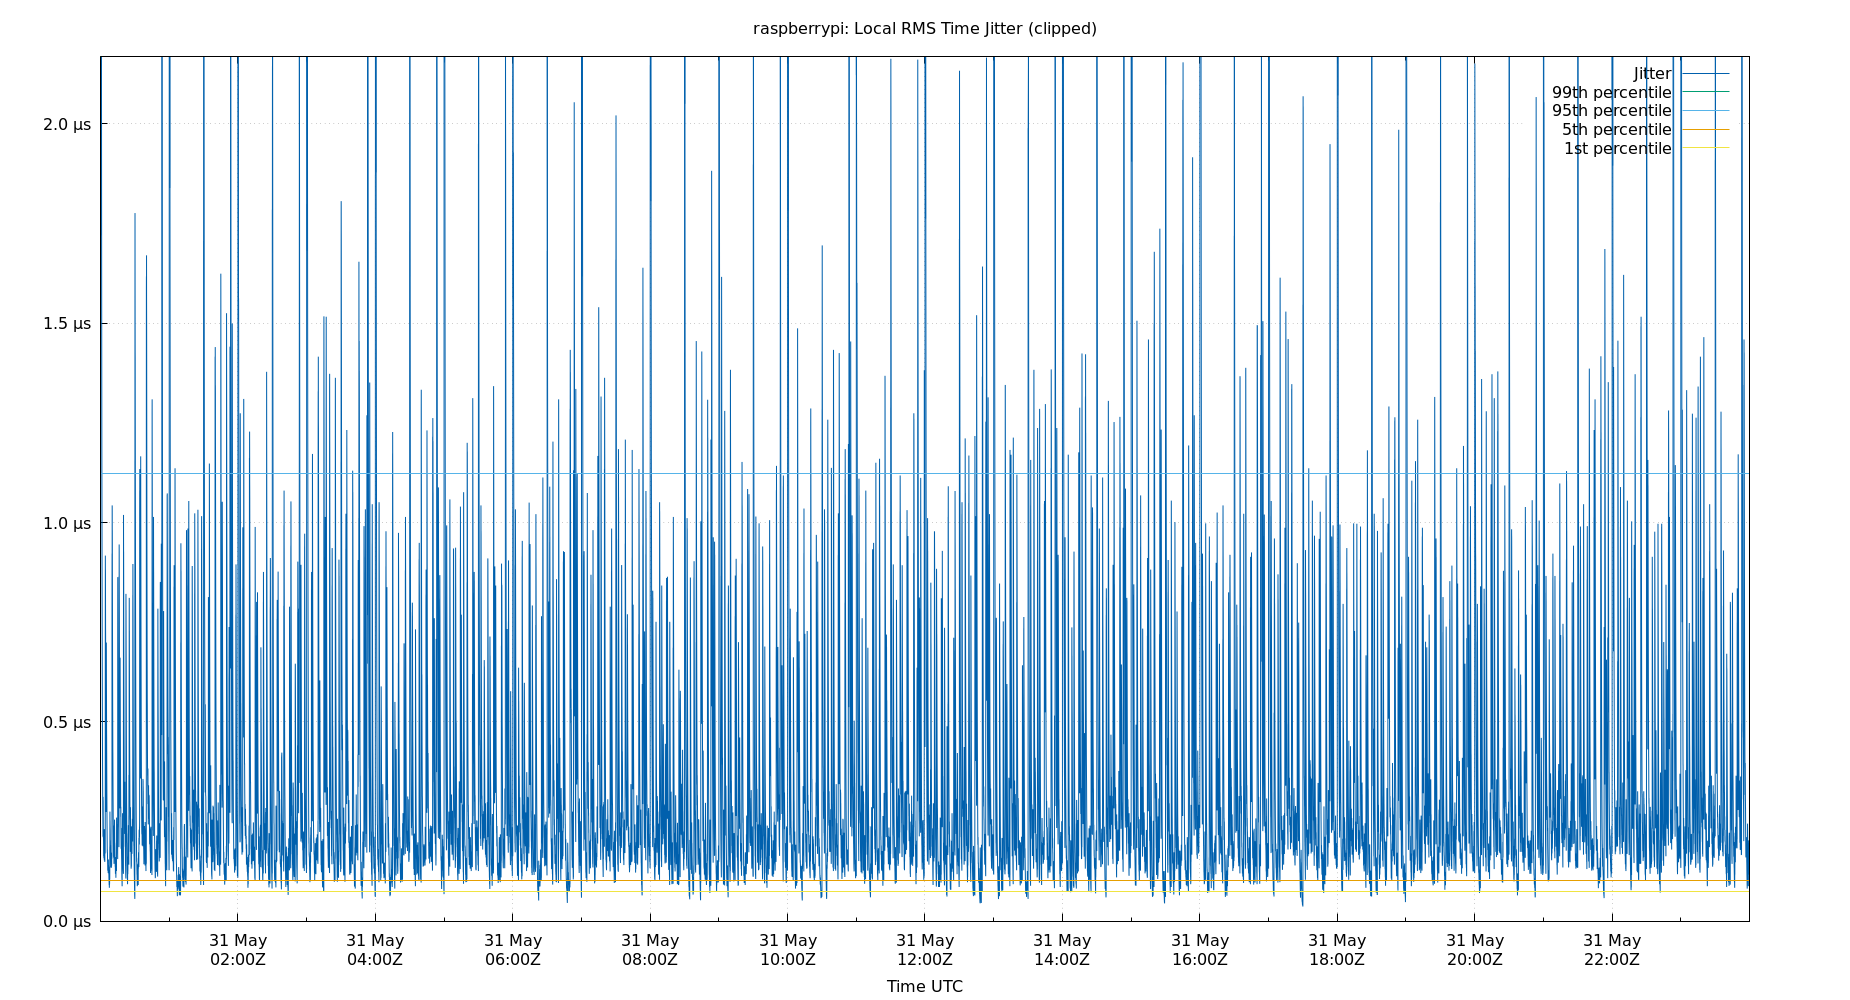 raspberrypi: Local RMS Time Jitter (clipped)
Jitter
99th percentile
95th percentile
5th percentile
1st percentile
2.0 µs
1.5 µs
1.0 µs
0.5 µs
0.0 µs
31 May 31 May 31 May 31 May 31 May 31 May 31 May 31 May 31 May 31 May 31 May
02:00Z 04:00Z 06:00Z 08:00Z 10:00Z 12:00Z 14:00Z 16:00Z 18:00Z 20:00Z 22:00Z
Time UTC